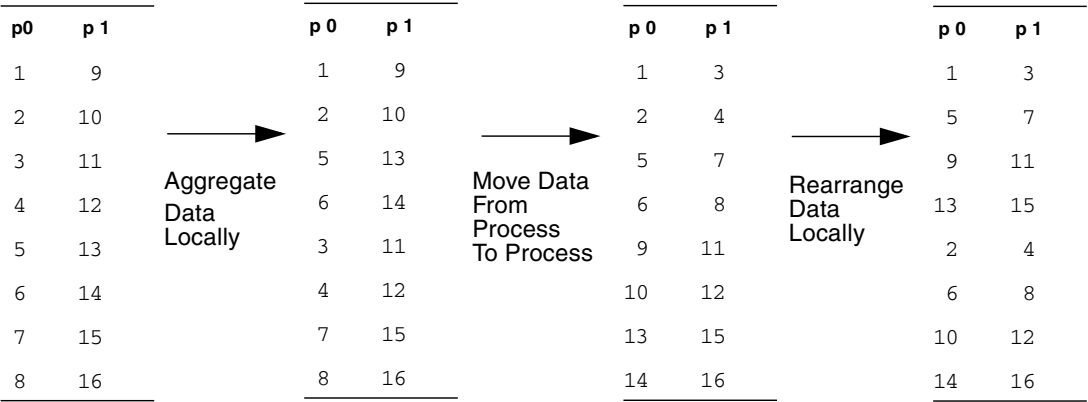 p0 p 1 p 0 p 1 p 0 p 1 p 0 p 1
1 9 1 9 1 3 1 3
2 10 2 10 2 4 5 7
3 11 5 13 5 7 9 11
4 12 6 14 6 8 13 15
5 13 3 11 9 11 2 4
6 14 4 12 10 12 6 8
7 15 7 15 13 15 10 12
8 16 8 16 14 16 14 16
Aggregate
Data
Locally
Move Data
From
Process
To Process
Rearrange
Data
Locally